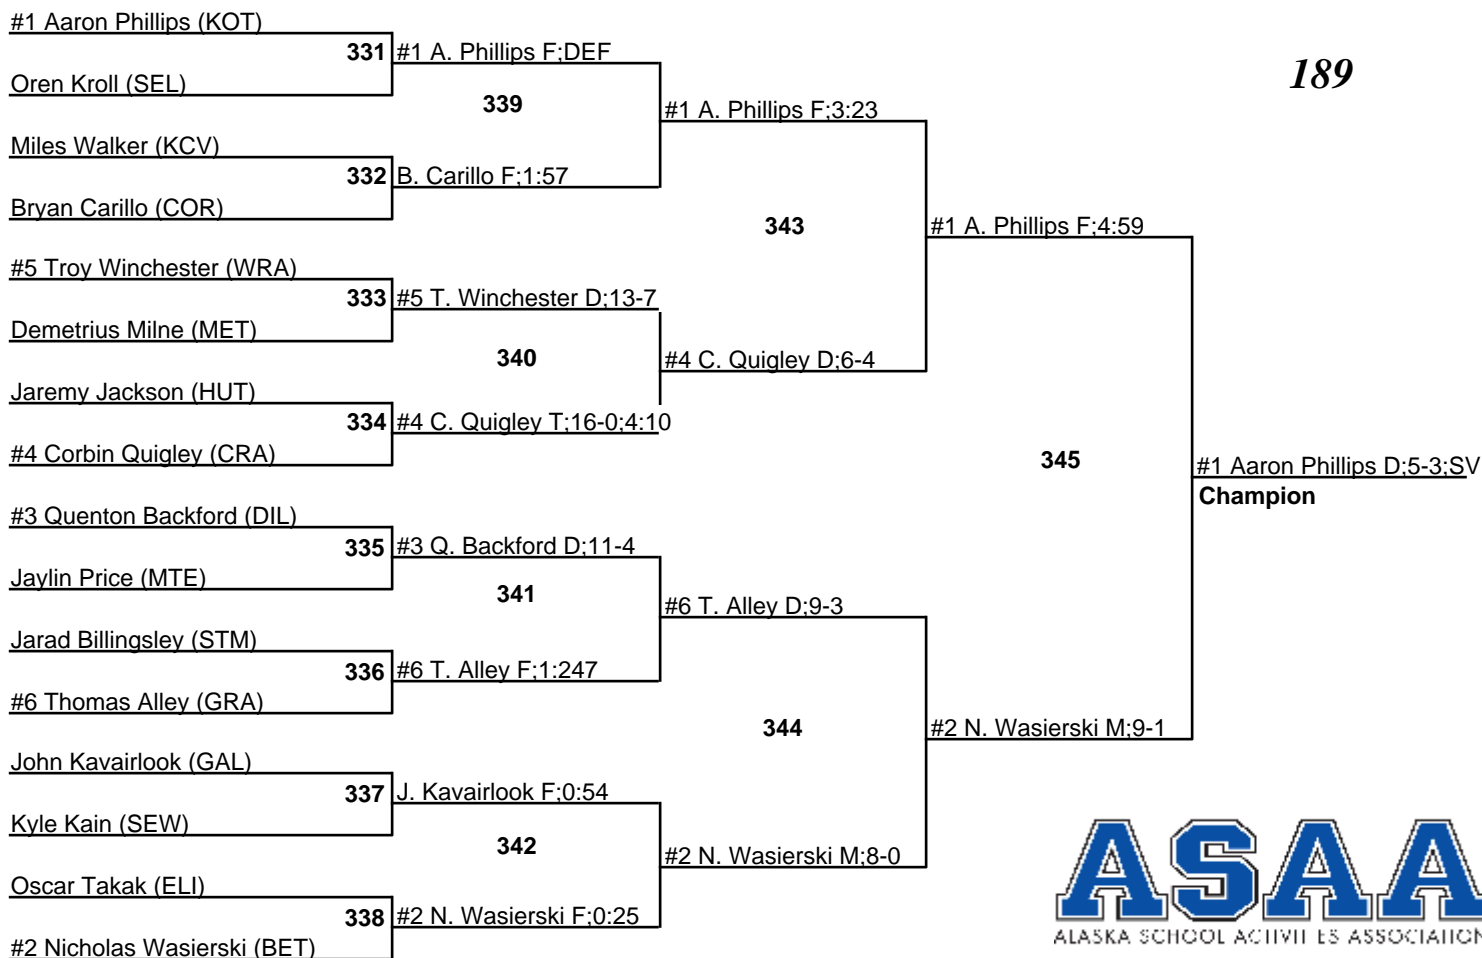 #1 Aaron Phillips (KOT)
331 #1 A. Phillips F;DEF
Oren Kroll (SEL)
339
#1 A. Phillips F;3:23
Miles Walker (KCV)
332 B. Carillo F;1:57
Bryan Carillo (COR)
343
#1 A. Phillips F;4:59
#5 Troy Winchester (WRA)
333 #5 T. Winchester D;13-7
Demetrius Milne (MET)
340
#4 C. Quigley D;6-4
Jaremy Jackson (HUT)
334 #4 C. Quigley T;16-0;4:10
#4 Corbin Quigley (CRA)
189
345
#1 Aaron Phillips D;5-3;SV
Champion
#3 Quenton Backford (DIL)
335 #3 Q. Backford D;11-4
Jaylin Price (MTE)
341
#6 T. Alley D;9-3
Jarad Billingsley (STM)
336 #6 T. Alley F;1:247
#6 Thomas Alley (GRA)
344
#2 N. Wasierski M;9-1
John Kavairlook (GAL)
337 J. Kavairlook F;0:54
Kyle Kain (SEW)
342
#2 N. Wasierski M;8-0
Oscar Takak (ELI)
338 #2 N. Wasierski F;0:25
#2 Nicholas Wasierski (BET)
ASAA
ALASKA SCHOOL ACTIVITIES ASSOCIATION